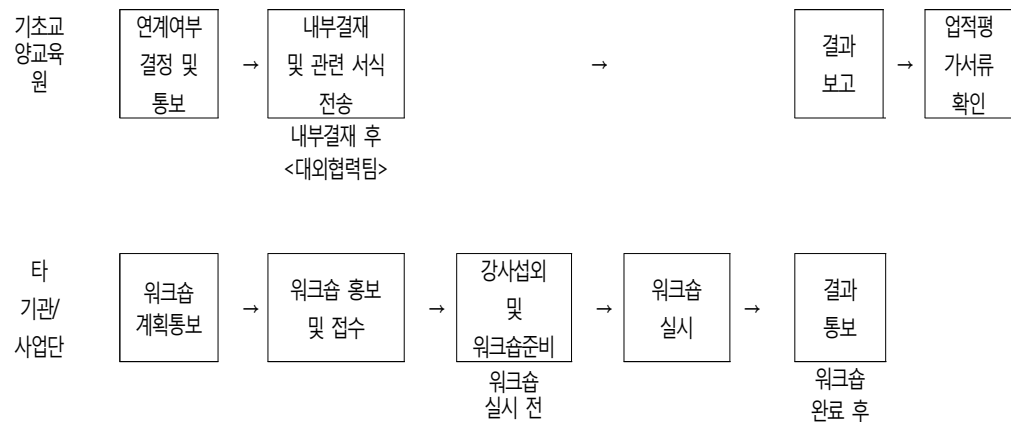 기초교
양교육
원
연계여부
결정 및
통보
→
내부결재
및 관련 서식
전송
→
결과
보고
→
업적평
가서류
확인
내부결재 후
<대외협력팀>
타
기관/
사업단
워크숍
계획통보
→
워크숍 홍보
및 접수
→
강사섭외
및
워크숍준비
→
워크숍
실시
→
결과
통보
워크숍
실시 전
워크숍
완료 후